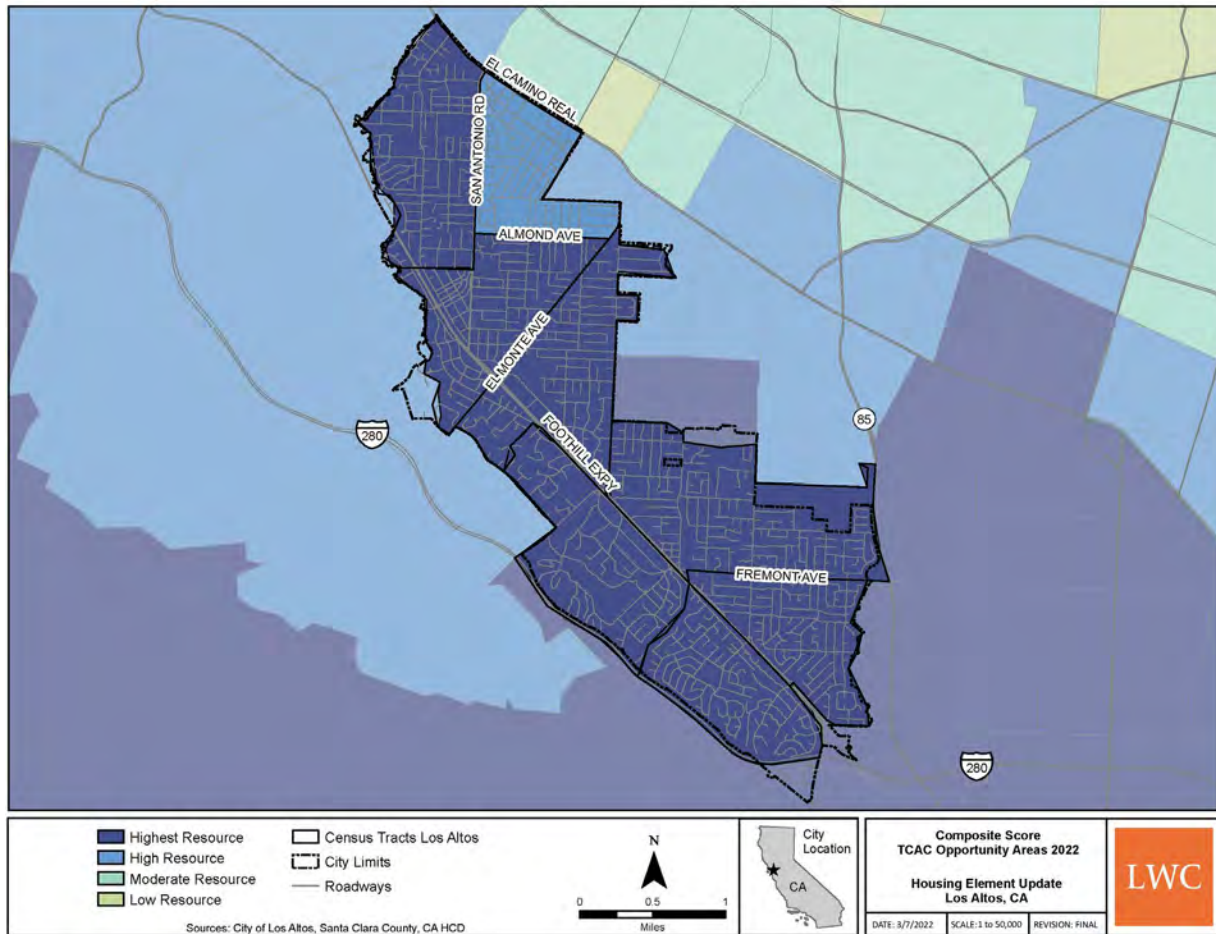 EL CAMINO REAL
SAN ANTONIO RD
ALMOND AVE
EL MONTE AVE
FOOTHILL EXPY
280
85
FREMONT AVE
280
Highest Resource
High Resource
Moderate Resource
Low Resource
Census Tracts Los Altos
City Limits
Roadways
Sources: City of Los Altos, Santa Clara County, CA HCD
N
0 0.5 1
Miles
City
Location
CA
Composite Score
TCAC Opportunity Areas 2022
Housing Element Update
Los Altos, CA
DATE: 3/7/2022 SCALE:1 to 50,000 REVISION: FINAL
LWC